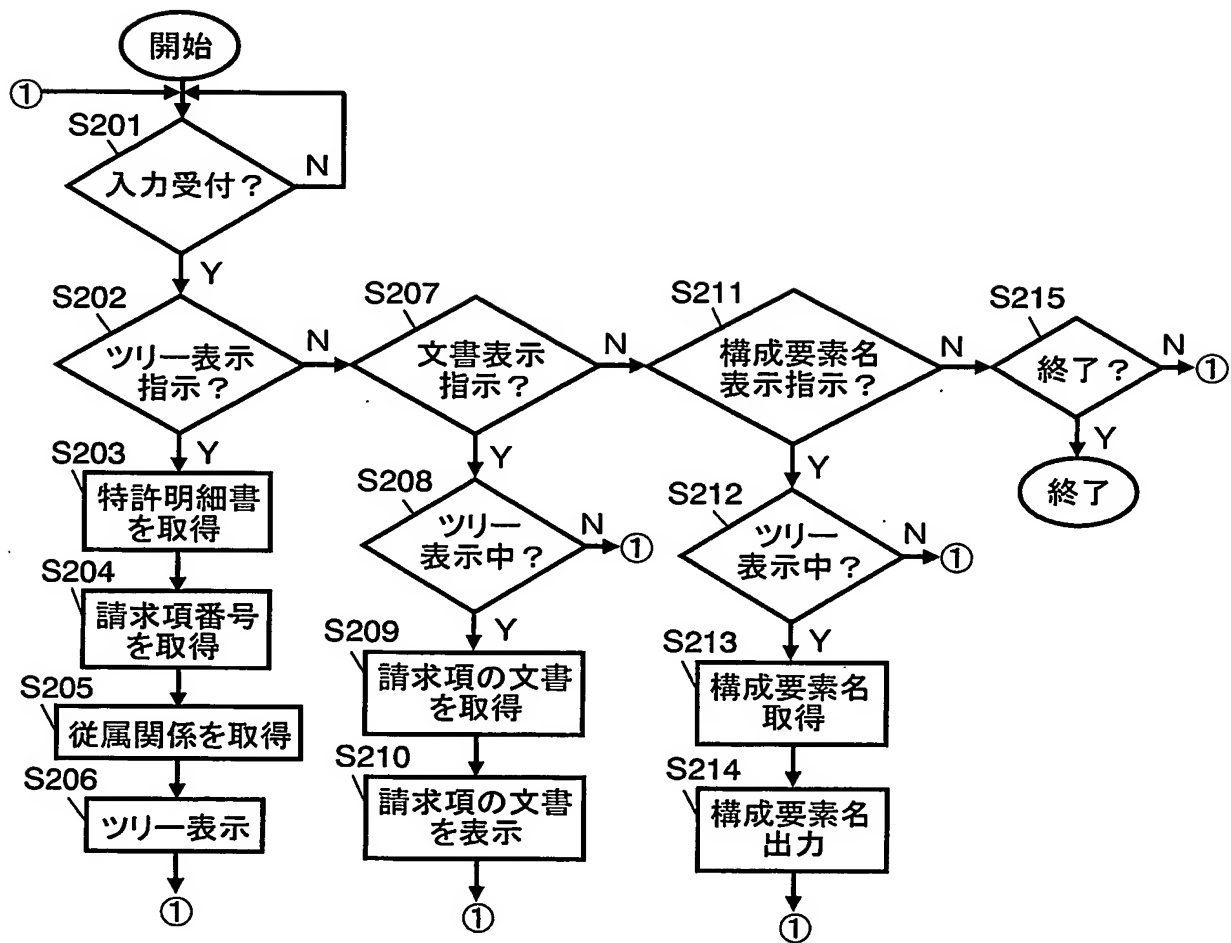 開始
①
S201
入力受付？
N
Y
S202
ツリー表示
指示？
N
Y
S203
特許明細書
を取得
S204
請求項番号
を取得
S205
従属関係を取得
S206
ツリー表示
①
S207
文書表示
指示？
N
Y
S208
ツリー
表示中？
N
①
Y
S209
請求項の文書
を取得
S210
請求項の文書
を表示
①
S211
構成要素名
表示指示？
N
Y
S212
ツリー
表示中？
N
①
Y
S213
構成要素名
取得
S214
構成要素名
出力
①
S215
終了？
N
①
Y
終了